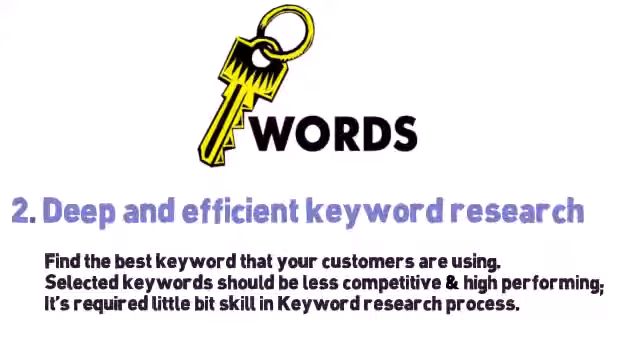 WORDS
2. Deep and efficient keyword research
Find the best keyword that your customers are using.
Selected keywords should be less competitive & high performing;
It's required little bit skill in Keyword research process.